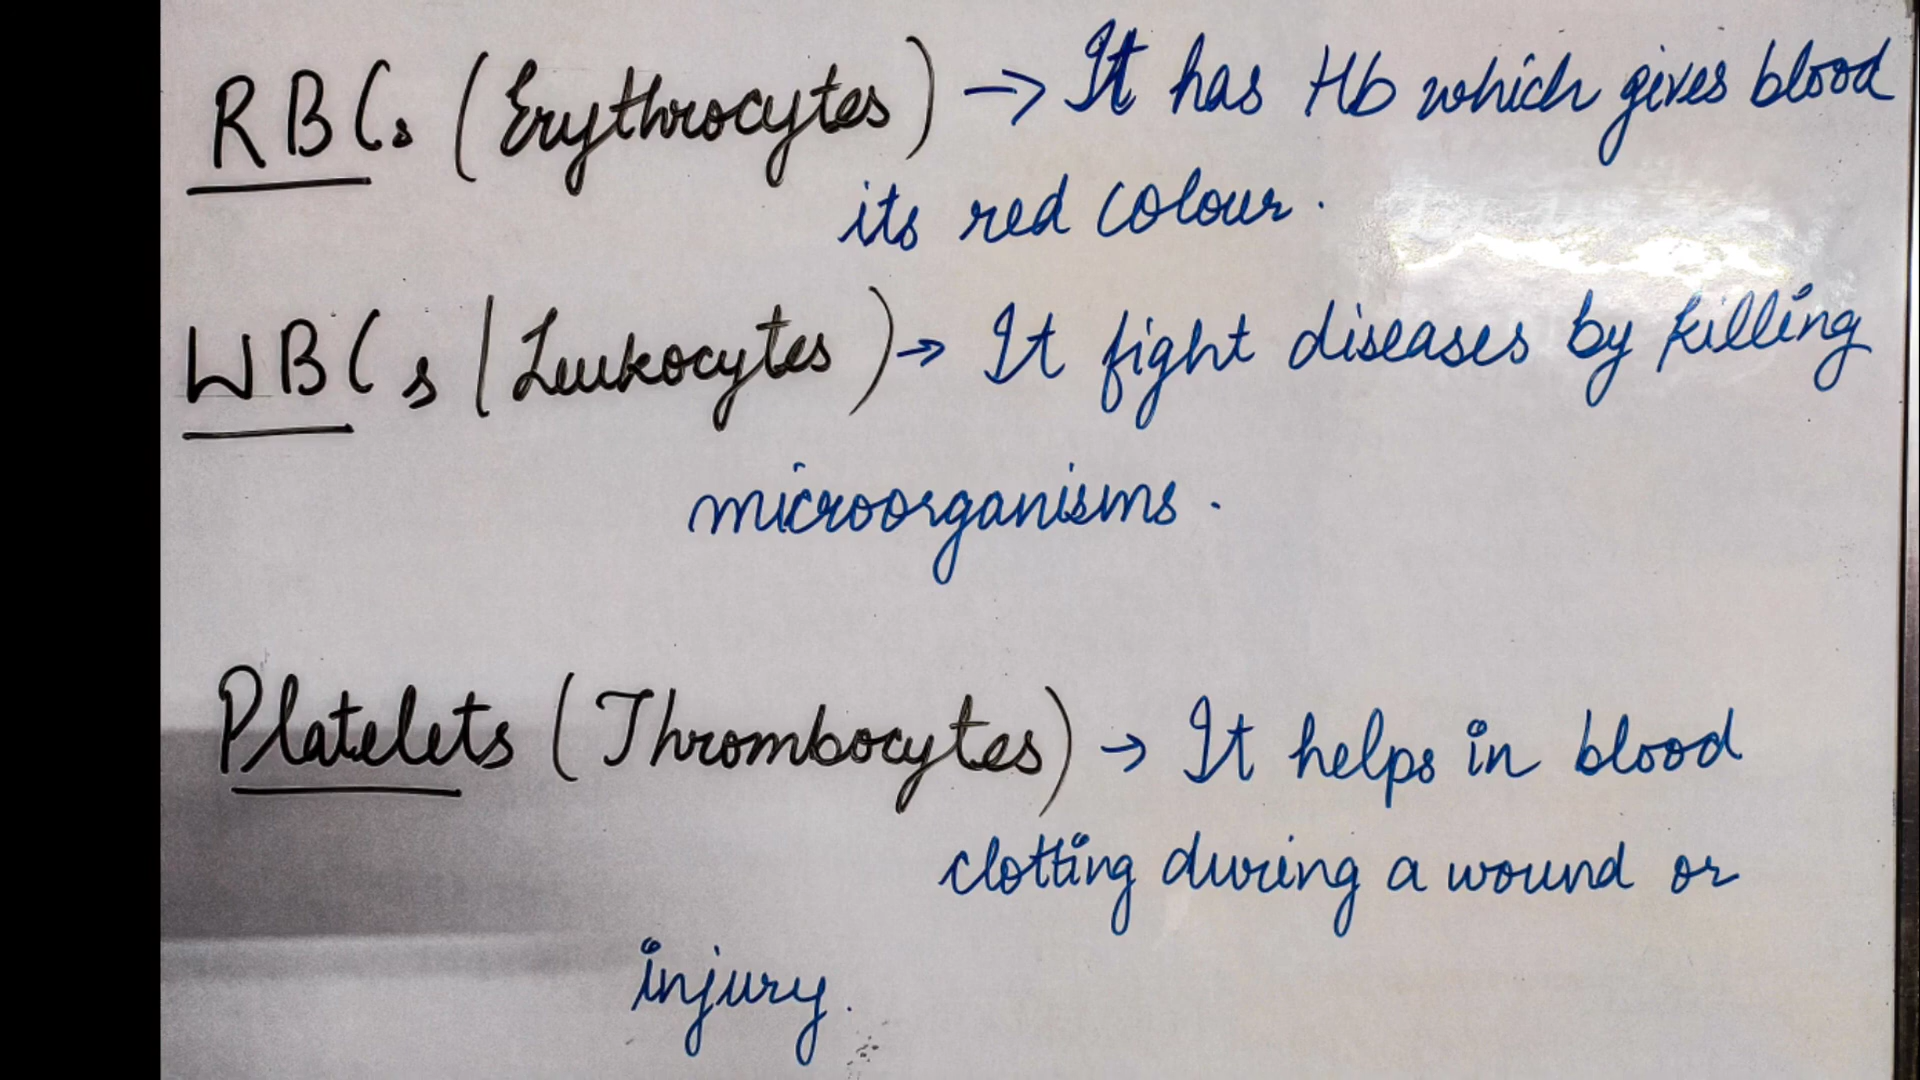 RBCs (Erythrocytes) → It has Hb which gives blood
its red colour.
WBCs (Leukocytes) → It fight diseases by killing
microorganisms.
Platelets (Thrombocytes) → It helps in blood
clotting during a wound or
injury.